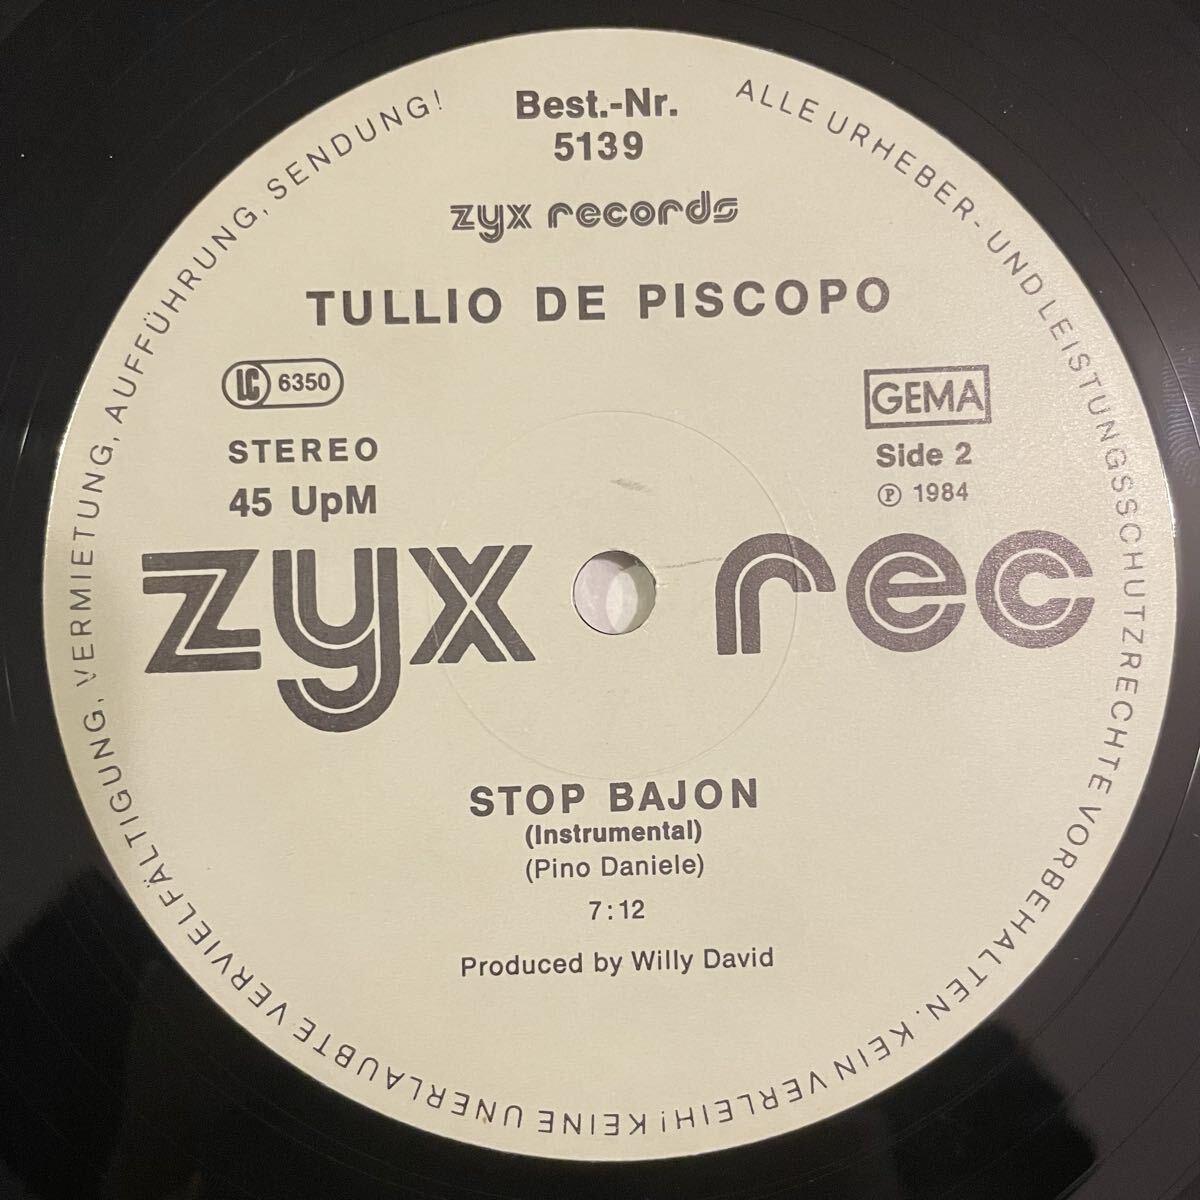 Best.-Nr.
5139
zyx records
TULLIO DE PISCOPO
LC 6350
STEREO
45 UpM
GEMA
Side 2
℗ 1984
zyx rec
STOP BAJON
(Instrumental)
(Pino Daniele)
7:12
Produced by Willy David
ALLE URHEBER- UND LEISTUNGSSCHUTZRECHTE VORBEHALTEN. KEIN VERLEIH! KEINE UNERLAUBTE VERVIELFÄLTIGUNG, VERMIETUNG, AUFFÜHRUNG, SENDUNG!